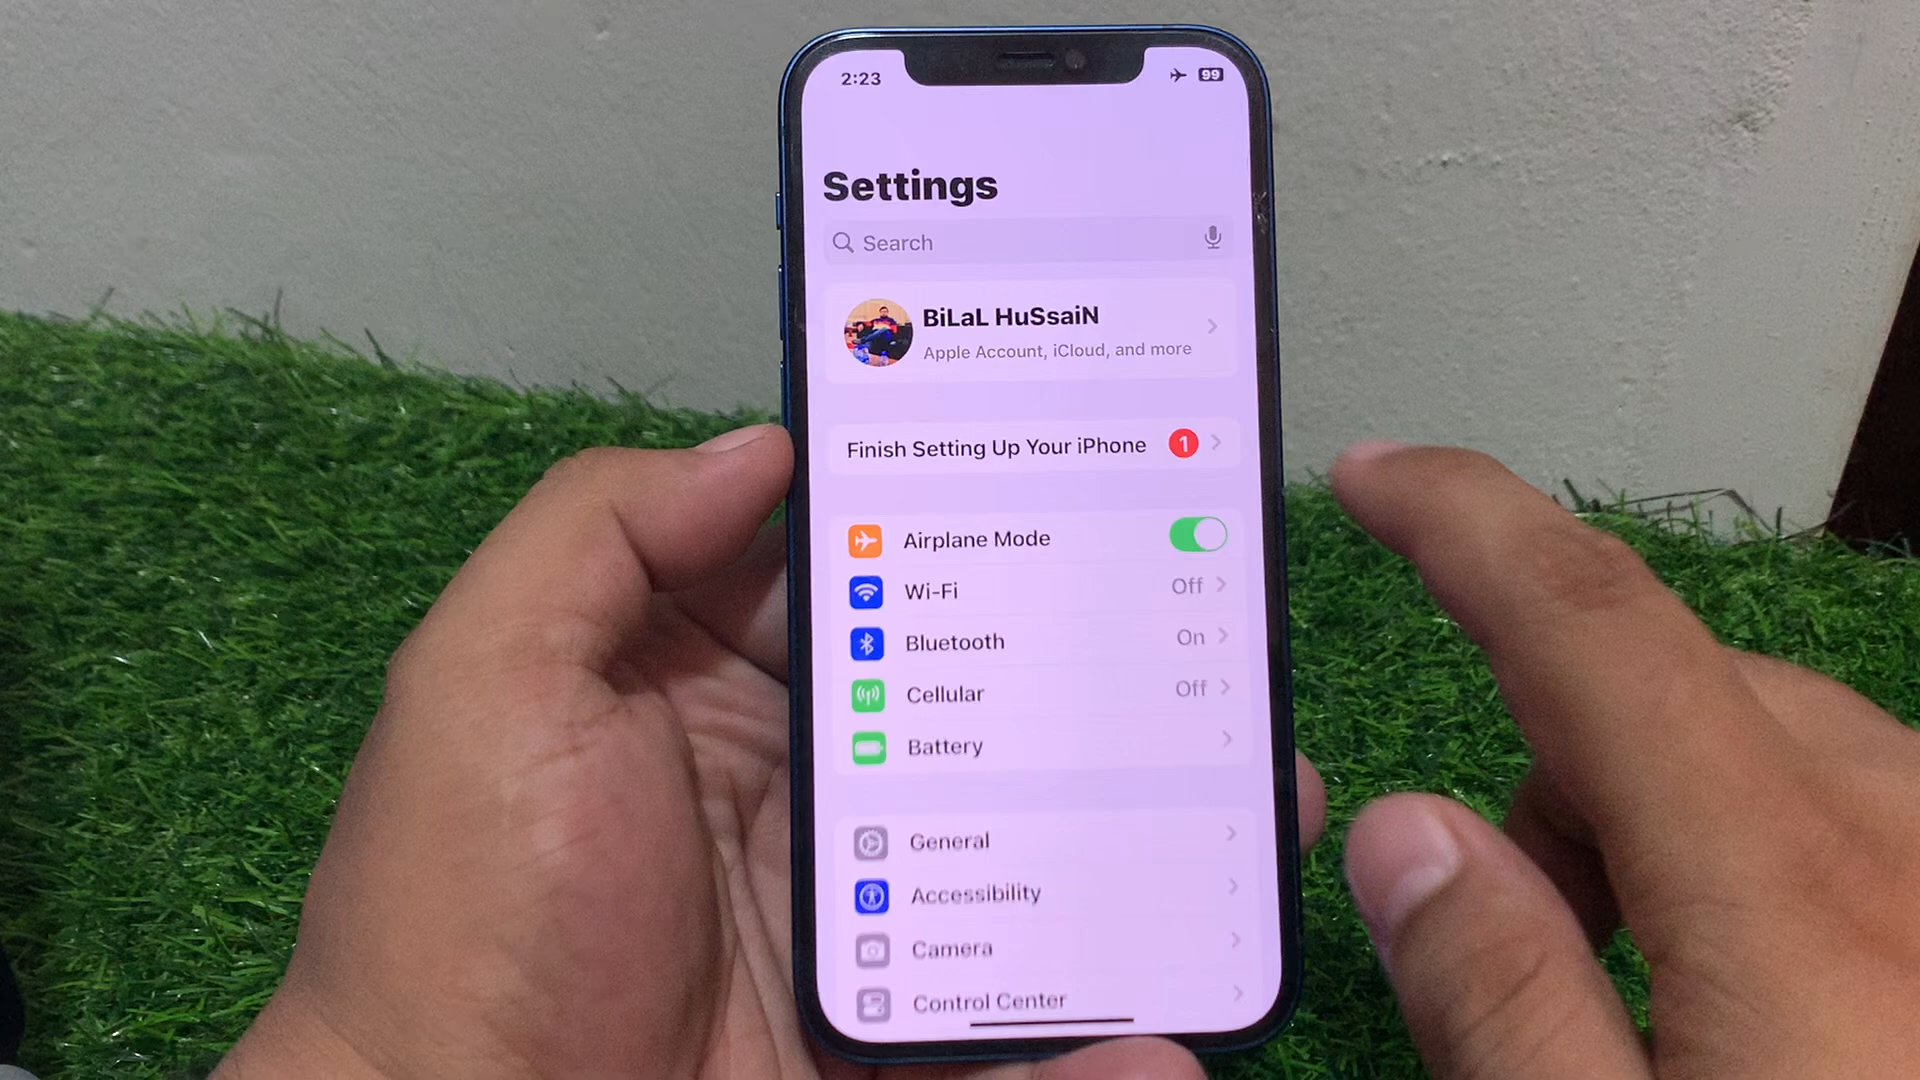 2:23
99
Settings
Search
BiLaL HuSsaiN
Apple Account, iCloud, and more
Finish Setting Up Your iPhone 1
Airplane Mode
Wi-Fi Off
Bluetooth On
Cellular Off
Battery
General
Accessibility
Camera
Control Center